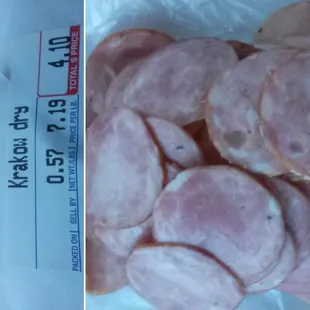 Krakow dry
0.57 7.19 4.10
PACKED ON SELL BY NET WT/LBS PRICE PER LB TOTAL $ PRICE